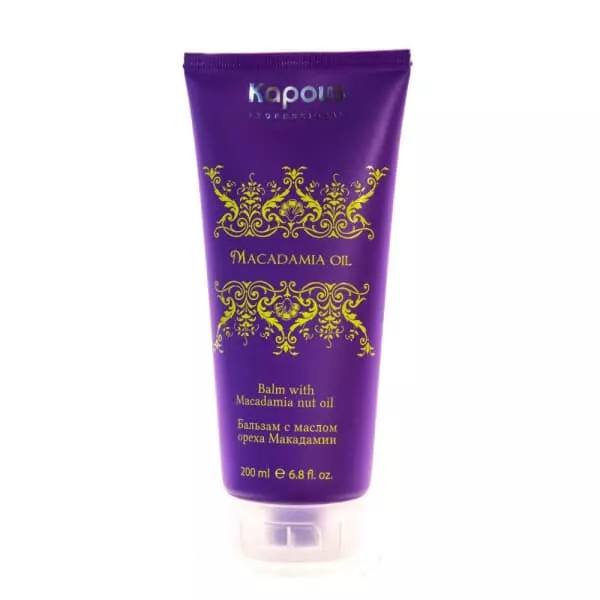 Kapous
PROFESSIONAL
MACADAMIA OIL
Balm with
Macadamia nut oil
Бальзам с маслом
ореха Макадамии
200 ml ℮ 6.8 fl. oz.